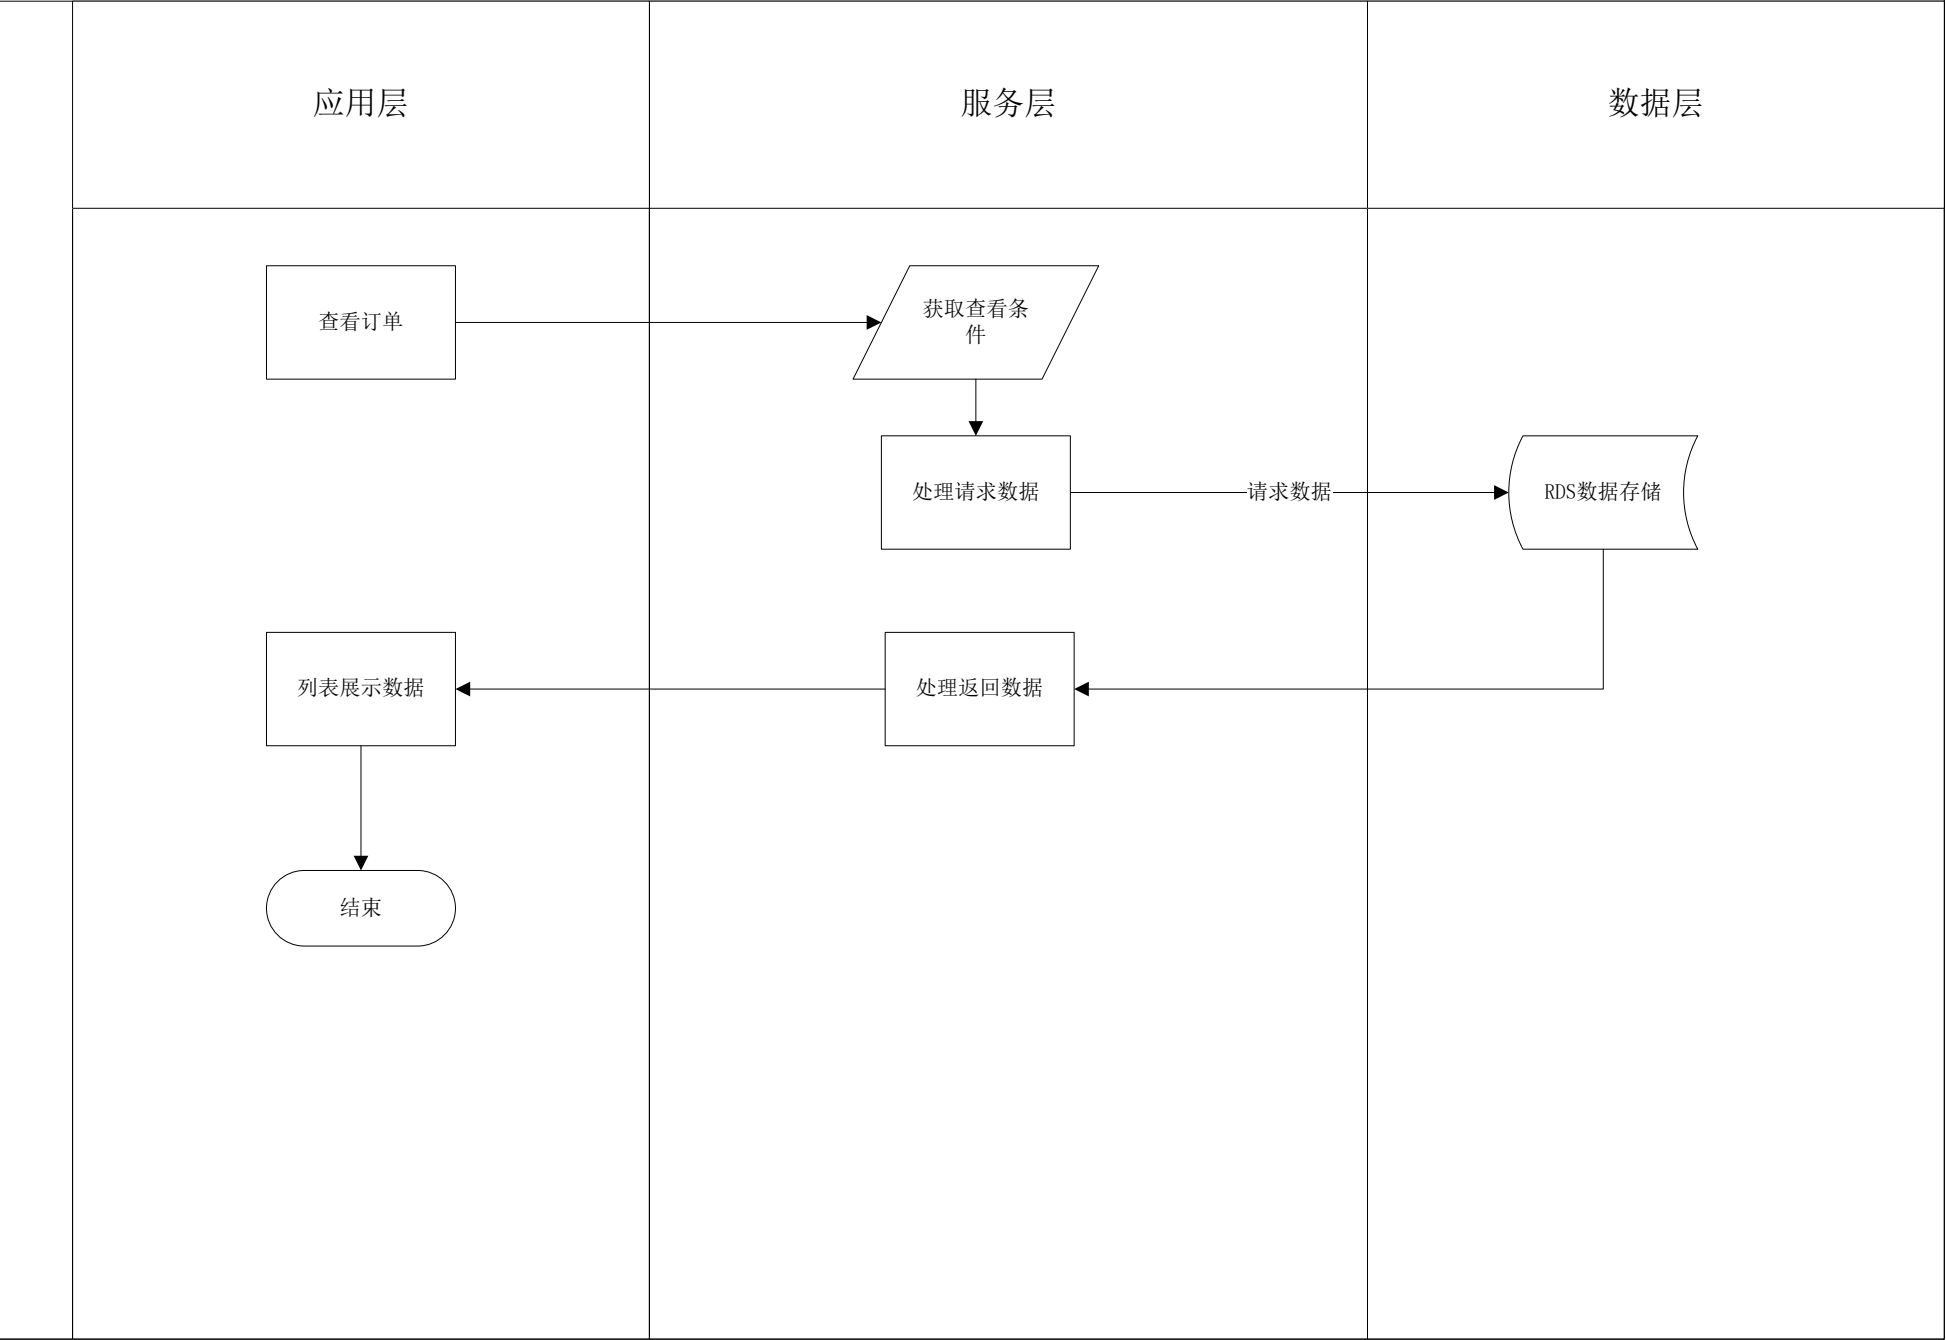 应用层
服务层
数据层
查看订单
获取查看条
件
处理请求数据
请求数据
RDS数据存储
列表展示数据
处理返回数据
结束